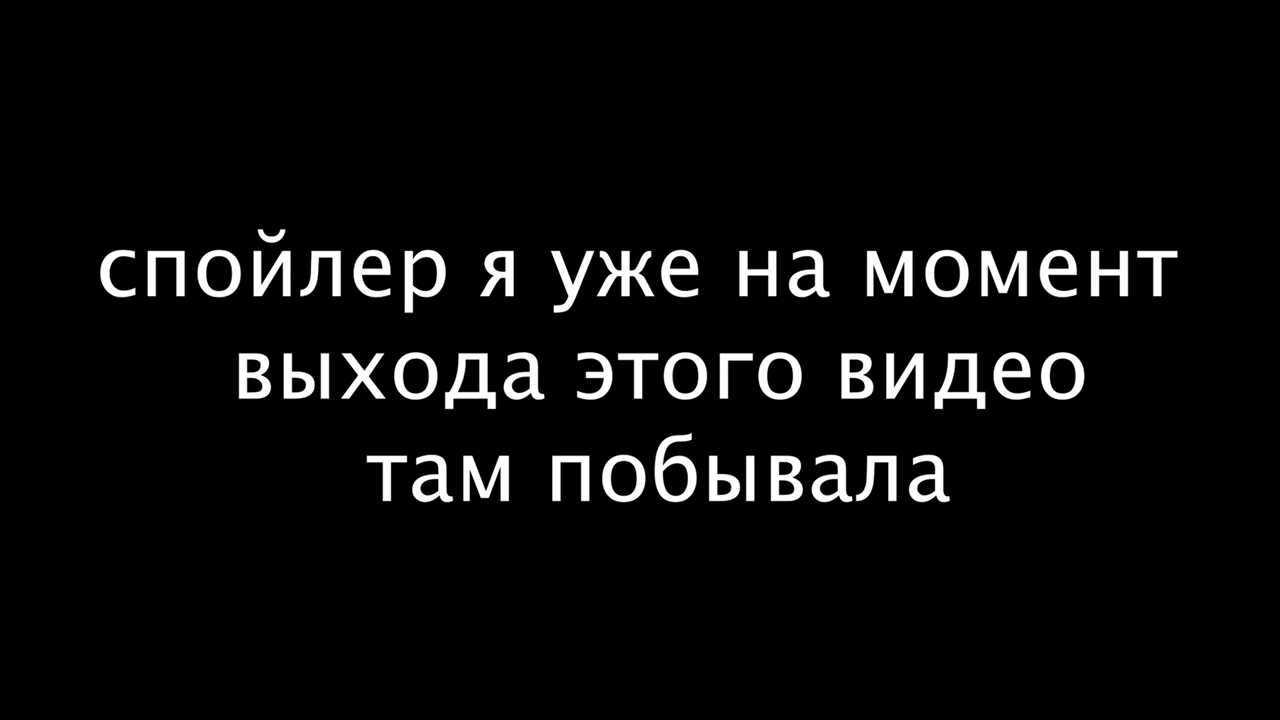 спойлер я уже на момент
выхода этого видео
там побывала